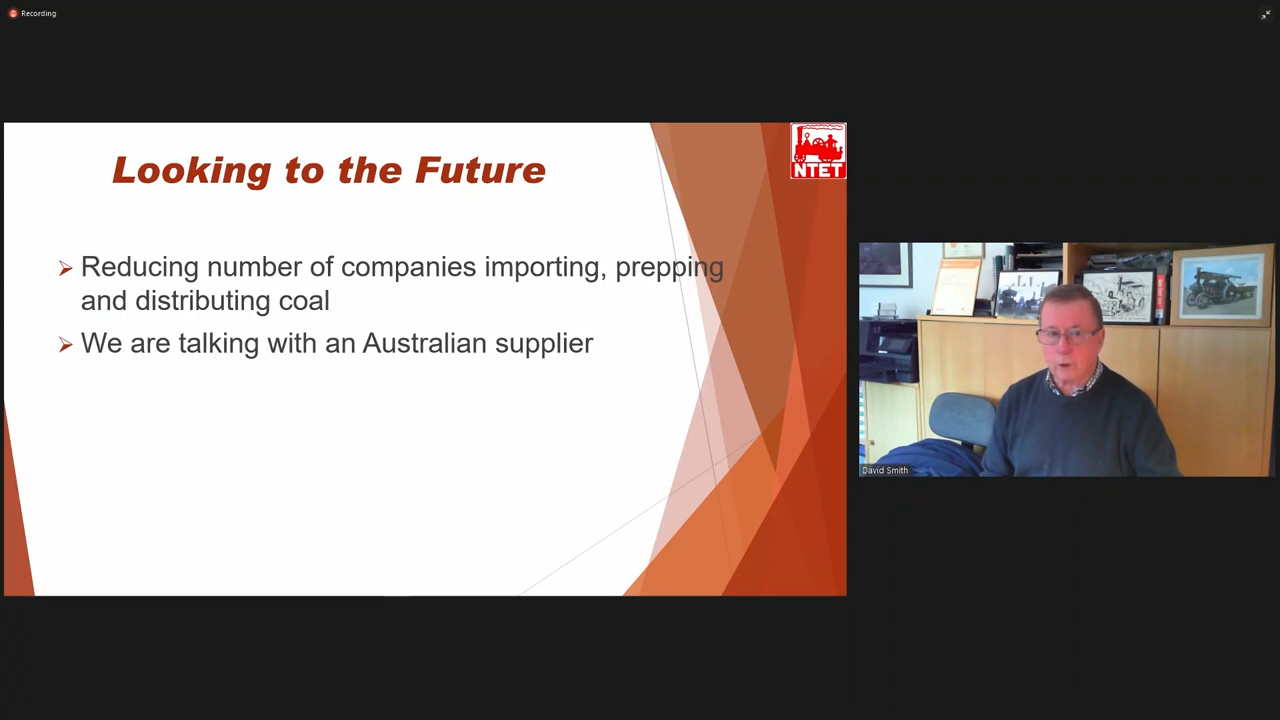 Recording
Looking to the Future
NTET
Reducing number of companies importing, prepping
and distributing coal
We are talking with an Australian supplier
David Smith